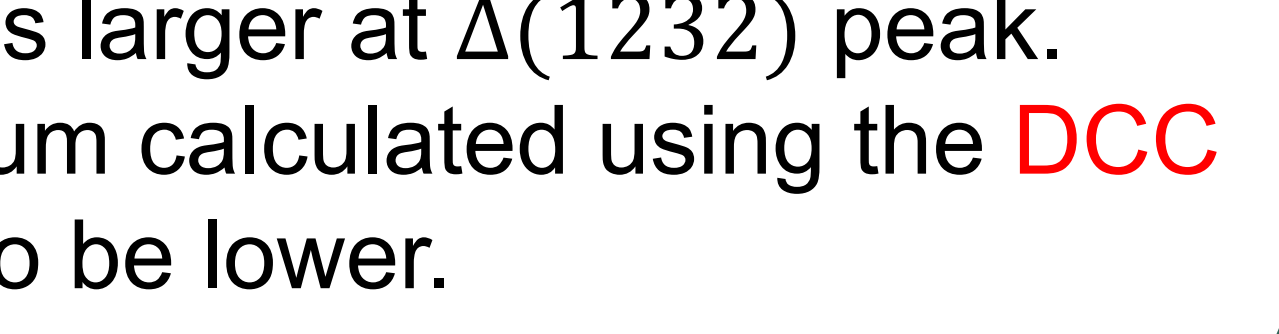 s larger at Δ(1232) peak.
um calculated using the DCC
o be lower.